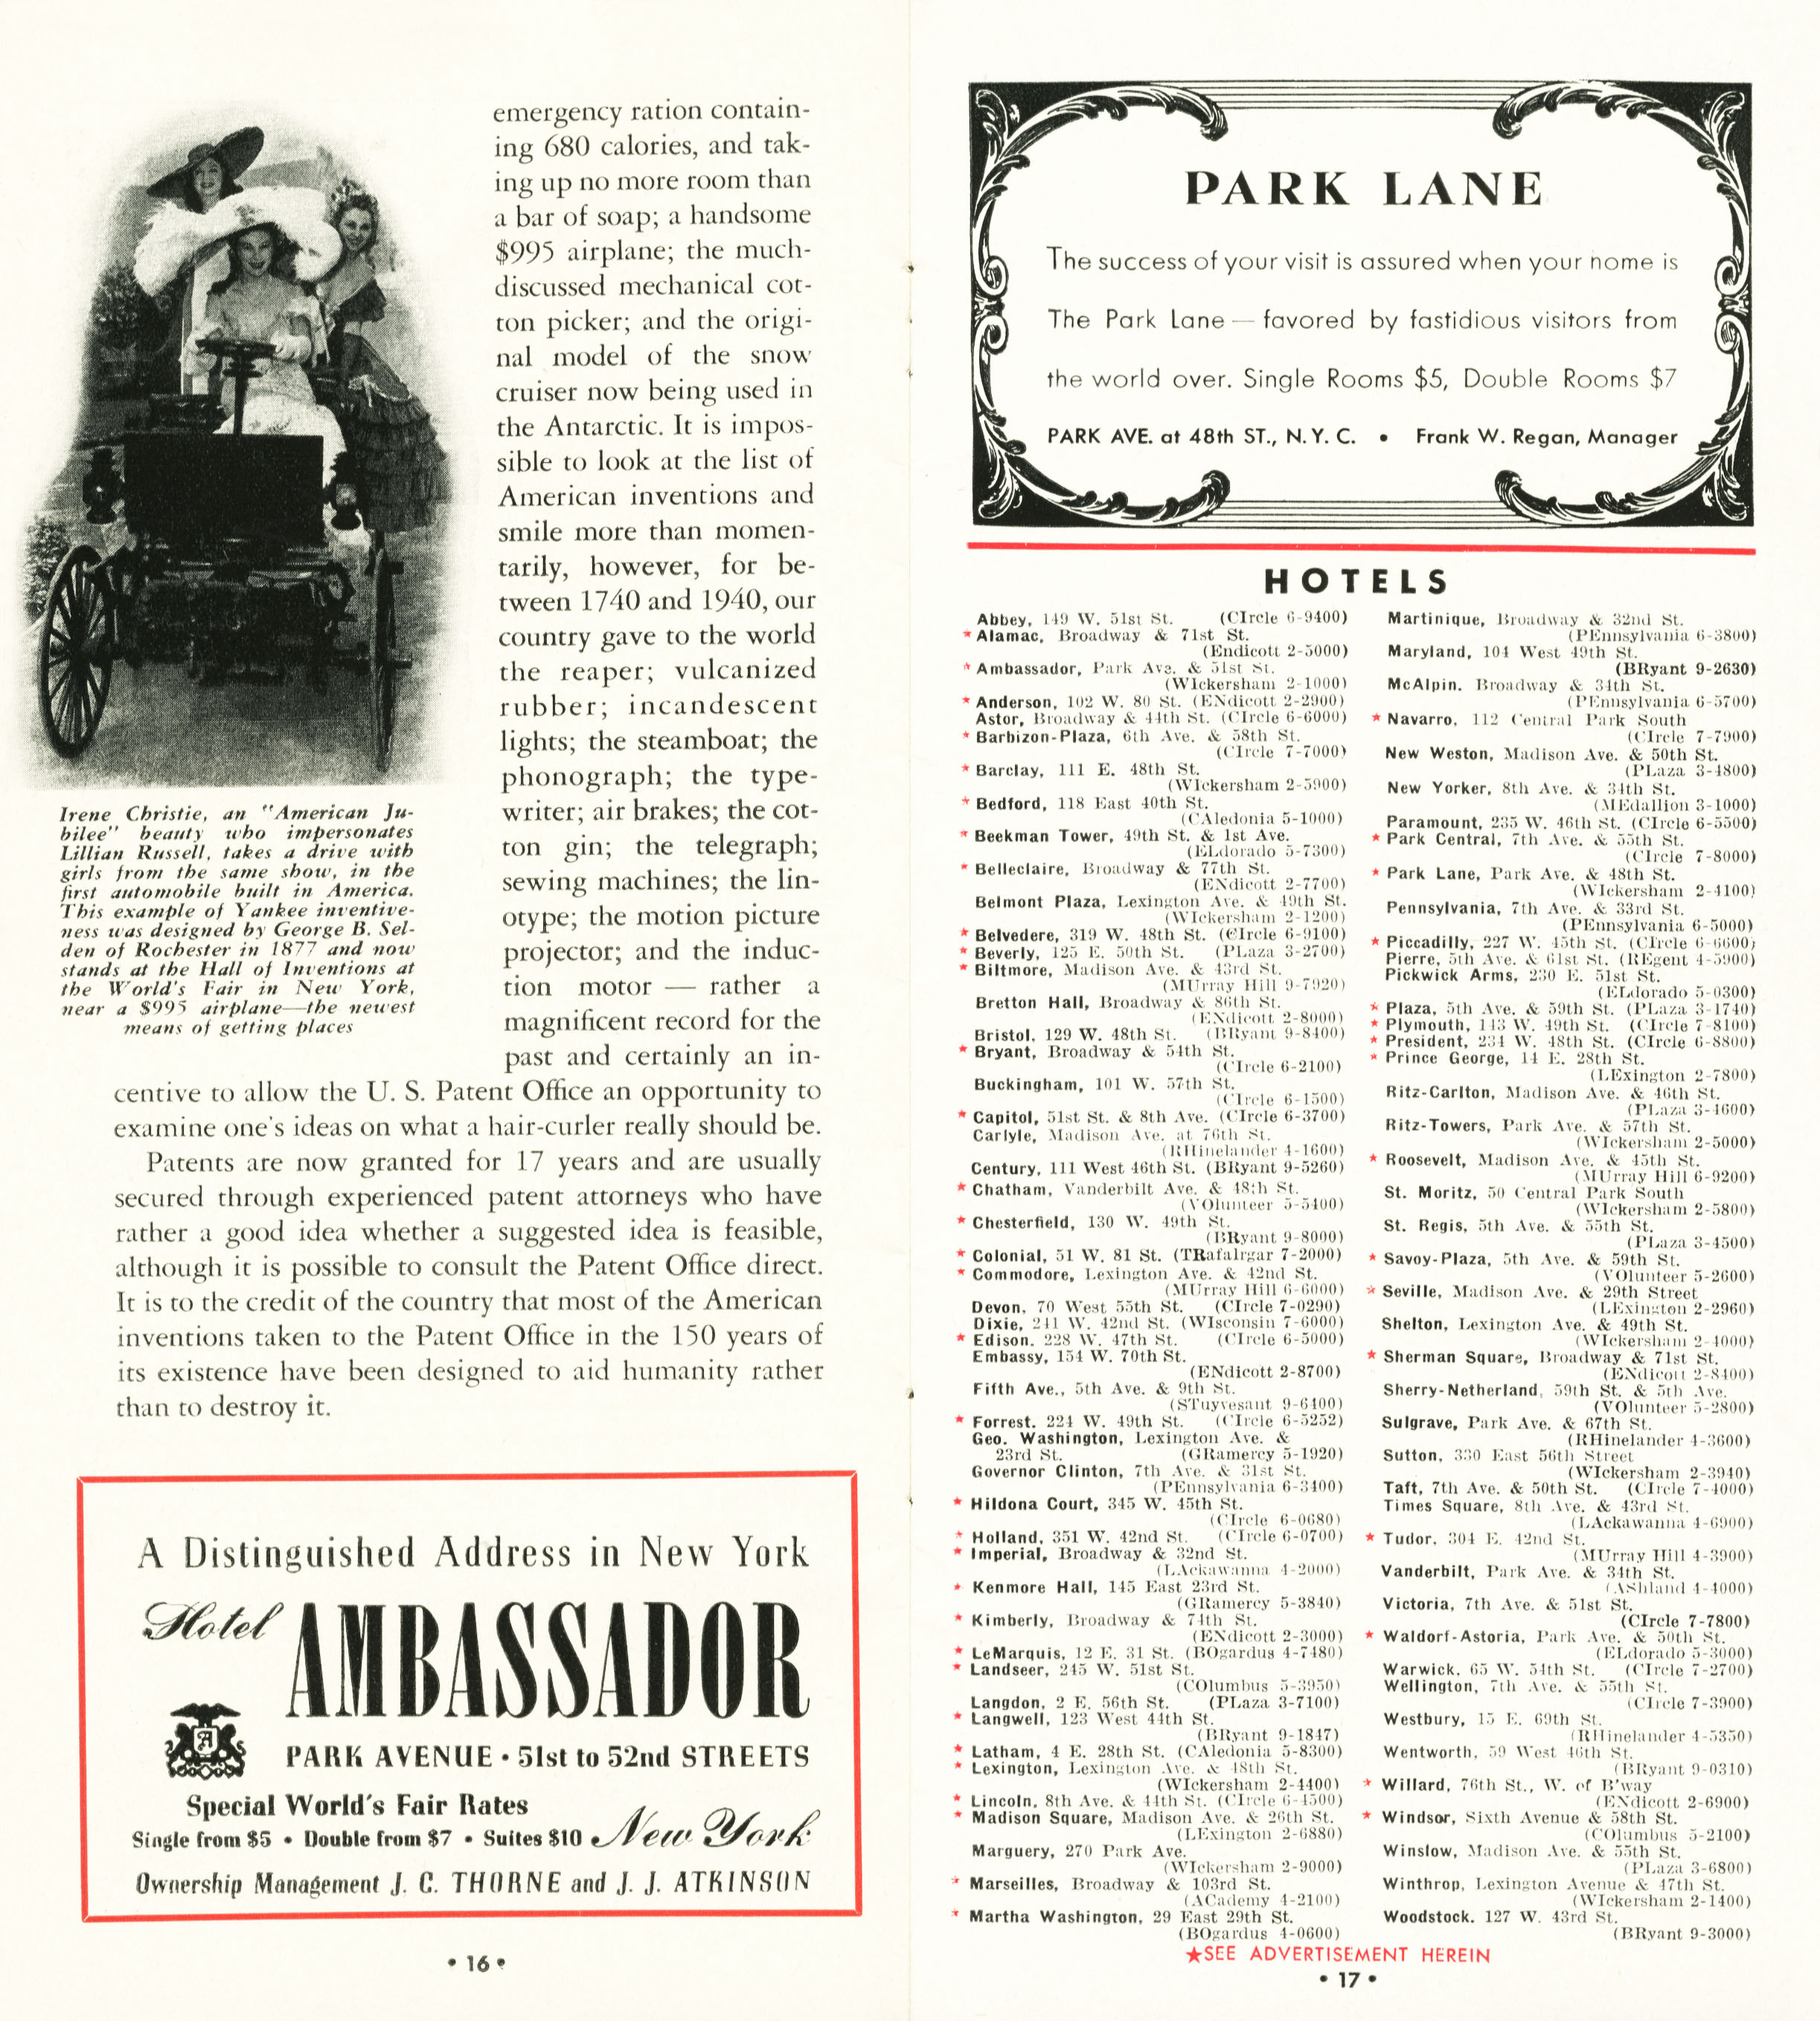 emergency ration contain-
ing 680 calories, and tak-
ing up no more room than
a bar of soap; a handsome
$995 airplane; the much-
discussed mechanical cot-
ton picker; and the origi-
nal model of the snow
cruiser now being used in
the Antarctic. It is impos-
sible to look at the list of
American inventions and
smile more than momen-
tarily, however, for be-
tween 1740 and 1940, our
country gave to the world
the reaper; vulcanized
rubber; incandescent
lights; the steamboat; the
phonograph; the type-
writer; air brakes; the cot-
ton gin; the telegraph;
sewing machines; the lin-
otype; the motion picture
projector; and the induc-
tion motor — rather a
magnificent record for the
past and certainly an in-
centive to allow the U. S. Patent Office an opportunity to
examine one's ideas on what a hair-curler really should be.
Patents are now granted for 17 years and are usually
secured through experienced patent attorneys who have
rather a good idea whether a suggested idea is feasible,
although it is possible to consult the Patent Office direct.
It is to the credit of the country that most of the American
inventions taken to the Patent Office in the 150 years of
its existence have been designed to aid humanity rather
than to destroy it.
Irene Christie, an "American Ju-
bilee" beauty who impersonates
Lillian Russell, takes a drive with
girls from the same show, in the
first automobile built in America.
This example of Yankee inventive-
ness was designed by George B. Sel-
den of Rochester in 1877 and now
stands at the Hall of Inventions at
the World's Fair in New York,
near a $995 airplane—the newest
means of getting places
A Distinguished Address in New York
Hotel AMBASSADOR
A
PARK AVENUE • 51st to 52nd STREETS
Special World's Fair Rates
Single from $5 • Double from $7 • Suites $10 New York
Ownership Management J. C. THORNE and J. J. ATKINSON
• 16 •
PARK LANE
The success of your visit is assured when your home is
The Park Lane — favored by fastidious visitors from
the world over. Single Rooms $5, Double Rooms $7
PARK AVE. at 48th ST., N. Y. C. • Frank W. Regan, Manager
HOTELS
Abbey, 149 W. 51st St. (CIrcle 6-9400)
★ Alamac, Broadway & 71st St.
(Endicott 2-5000)
★ Ambassador, Park Ave. & 51st St.
(WIckersham 2-1000)
★ Anderson, 102 W. 80 St. (ENdicott 2-2900)
Astor, Broadway & 44th St. (CIrcle 6-6000)
★ Barbizon-Plaza, 6th Ave. & 58th St.
(CIrcle 7-7000)
★ Barclay, 111 E. 48th St.
(WIckersham 2-5900)
★ Bedford, 118 East 40th St.
(CAledonia 5-1000)
★ Beekman Tower, 49th St. & 1st Ave.
(ELdorado 5-7300)
★ Belleclaire, Broadway & 77th St.
(ENdicott 2-7700)
Belmont Plaza, Lexington Ave. & 49th St.
(WIckersham 2-1200)
★ Belvedere, 319 W. 48th St. (CIrcle 6-9100)
★ Beverly, 125 E. 50th St. (PLaza 3-2700)
★ Biltmore, Madison Ave. & 43rd St.
(MUrray Hill 9-7920)
Bretton Hall, Broadway & 86th St.
(ENdicott 2-8000)
Bristol, 129 W. 48th St. (BRyant 9-8400)
★ Bryant, Broadway & 54th St.
(CIrcle 6-2100)
Buckingham, 101 W. 57th St.
(CIrcle 6-1500)
★ Capitol, 51st St. & 8th Ave. (CIrcle 6-3700)
Carlyle, Madison Ave. at 76th St.
(RHinelander 4-1600)
Century, 111 West 46th St. (BRyant 9-5260)
★ Chatham, Vanderbilt Ave. & 48th St.
(VOlunteer 5-5400)
★ Chesterfield, 130 W. 49th St.
(BRyant 9-8000)
★ Colonial, 51 W. 81 St. (TRafalrgar 7-2000)
★ Commodore, Lexington Ave. & 42nd St.
(MUrray Hill 6-6000)
Devon, 70 West 55th St. (CIrcle 7-0290)
Dixie, 241 W. 42nd St. (WIsconsin 7-6000)
★ Edison, 228 W. 47th St. (CIrcle 6-5000)
Embassy, 154 W. 70th St.
(ENdicott 2-8700)
Fifth Ave., 5th Ave. & 9th St.
(STuyvesant 9-6400)
★ Forrest, 224 W. 49th St. (CIrcle 6-5252)
Geo. Washington, Lexington Ave. &
23rd St. (GRamercy 5-1920)
Governor Clinton, 7th Ave. & 31st St.
(PEnnsylvania 6-3400)
★ Hildona Court, 345 W. 45th St.
(CIrcle 6-0680)
★ Holland, 351 W. 42nd St. (CIrcle 6-0700)
★ Imperial, Broadway & 32nd St.
(LAckawanna 4-2000)
★ Kenmore Hall, 145 East 23rd St.
(GRamercy 5-3840)
★ Kimberly, Broadway & 74th St.
(ENdicott 2-3000)
★ LeMarquis, 12 E. 31 St. (BOgardus 4-7480)
★ Landseer, 245 W. 51st St.
(COlumbus 5-3950)
Langdon, 2 E. 56th St. (PLaza 3-7100)
★ Langwell, 123 West 44th St.
(BRyant 9-1847)
★ Latham, 4 E. 28th St. (CAledonia 5-8300)
★ Lexington, Lexington Ave. & 48th St.
(WIckersham 2-4400)
★ Lincoln, 8th Ave. & 44th St. (CIrcle 6-4500)
★ Madison Square, Madison Ave. & 26th St.
(LExington 2-6880)
Marguery, 270 Park Ave.
(WIckersham 2-9000)
★ Marseilles, Broadway & 103rd St.
(ACademy 4-2100)
★ Martha Washington, 29 East 29th St.
(BOgardus 4-0600)
Martinique, Broadway & 32nd St.
(PEnnsylvania 6-3800)
Maryland, 104 West 49th St.
(BRyant 9-2630)
McAlpin. Broadway & 34th St.
(PEnnsylvania 6-5700)
★ Navarro, 112 Central Park South
(CIrcle 7-7900)
New Weston, Madison Ave. & 50th St.
(PLaza 3-4800)
New Yorker, 8th Ave. & 34th St.
(MEdallion 3-1000)
Paramount, 235 W. 46th St. (CIrcle 6-5500)
★ Park Central, 7th Ave. & 55th St.
(CIrcle 7-8000)
★ Park Lane, Park Ave. & 48th St.
(WIckersham 2-4100)
Pennsylvania, 7th Ave. & 33rd St.
(PEnnsylvania 6-5000)
★ Piccadilly, 227 W. 45th St. (CIrcle 6-6600)
Pierre, 5th Ave. & 61st St. (REgent 4-5900)
Pickwick Arms, 230 E. 51st St.
(ELdorado 5-0300)
★ Plaza, 5th Ave. & 59th St. (PLaza 3-1740)
★ Plymouth, 143 W. 49th St. (CIrcle 7-8100)
★ President, 234 W. 48th St. (CIrcle 6-8800)
★ Prince George, 14 E. 28th St.
(LExington 2-7800)
Ritz-Carlton, Madison Ave. & 46th St.
(PLaza 3-4600)
Ritz-Towers, Park Ave. & 57th St.
(WIckersham 2-5000)
★ Roosevelt, Madison Ave. & 45th St.
(MUrray Hill 6-9200)
St. Moritz, 50 Central Park South
(WIckersham 2-5800)
St. Regis, 5th Ave. & 55th St.
(PLaza 3-4500)
★ Savoy-Plaza, 5th Ave. & 59th St.
(VOlunteer 5-2600)
★ Seville, Madison Ave. & 29th Street
(LExington 2-2960)
Shelton, Lexington Ave. & 49th St.
(WIckersham 2-4000)
★ Sherman Square, Broadway & 71st St.
(ENdicott 2-8400)
Sherry-Netherland, 59th St. & 5th Ave.
(VOlunteer 5-2800)
Sulgrave, Park Ave. & 67th St.
(RHinelander 4-3600)
Sutton, 330 East 56th Street
(WIckersham 2-3940)
Taft, 7th Ave. & 50th St. (CIrcle 7-4000)
Times Square, 8th Ave. & 43rd St.
(LAckawanna 4-6900)
★ Tudor, 304 E. 42nd St.
(MUrray Hill 4-3900)
Vanderbilt, Park Ave. & 34th St.
(AShland 4-4000)
Victoria, 7th Ave. & 51st St.
(CIrcle 7-7800)
★ Waldorf-Astoria, Park Ave. & 50th St.
(ELdorado 5-3000)
Warwick, 65 W. 54th St. (CIrcle 7-2700)
Wellington, 7th Ave. & 55th St.
(CIrcle 7-3900)
Westbury, 15 E. 69th St.
(RHinelander 4-5350)
Wentworth, 59 West 46th St.
(BRyant 9-0310)
★ Willard, 76th St., W. of B'way
(ENdicott 2-6900)
★ Windsor, Sixth Avenue & 58th St.
(COlumbus 5-2100)
Winslow, Madison Ave. & 55th St.
(PLaza 3-6800)
Winthrop, Lexington Avenue & 47th St.
(WIckersham 2-1400)
Woodstock. 127 W. 43rd St.
(BRyant 9-3000)
★SEE ADVERTISEMENT HEREIN
• 17 •